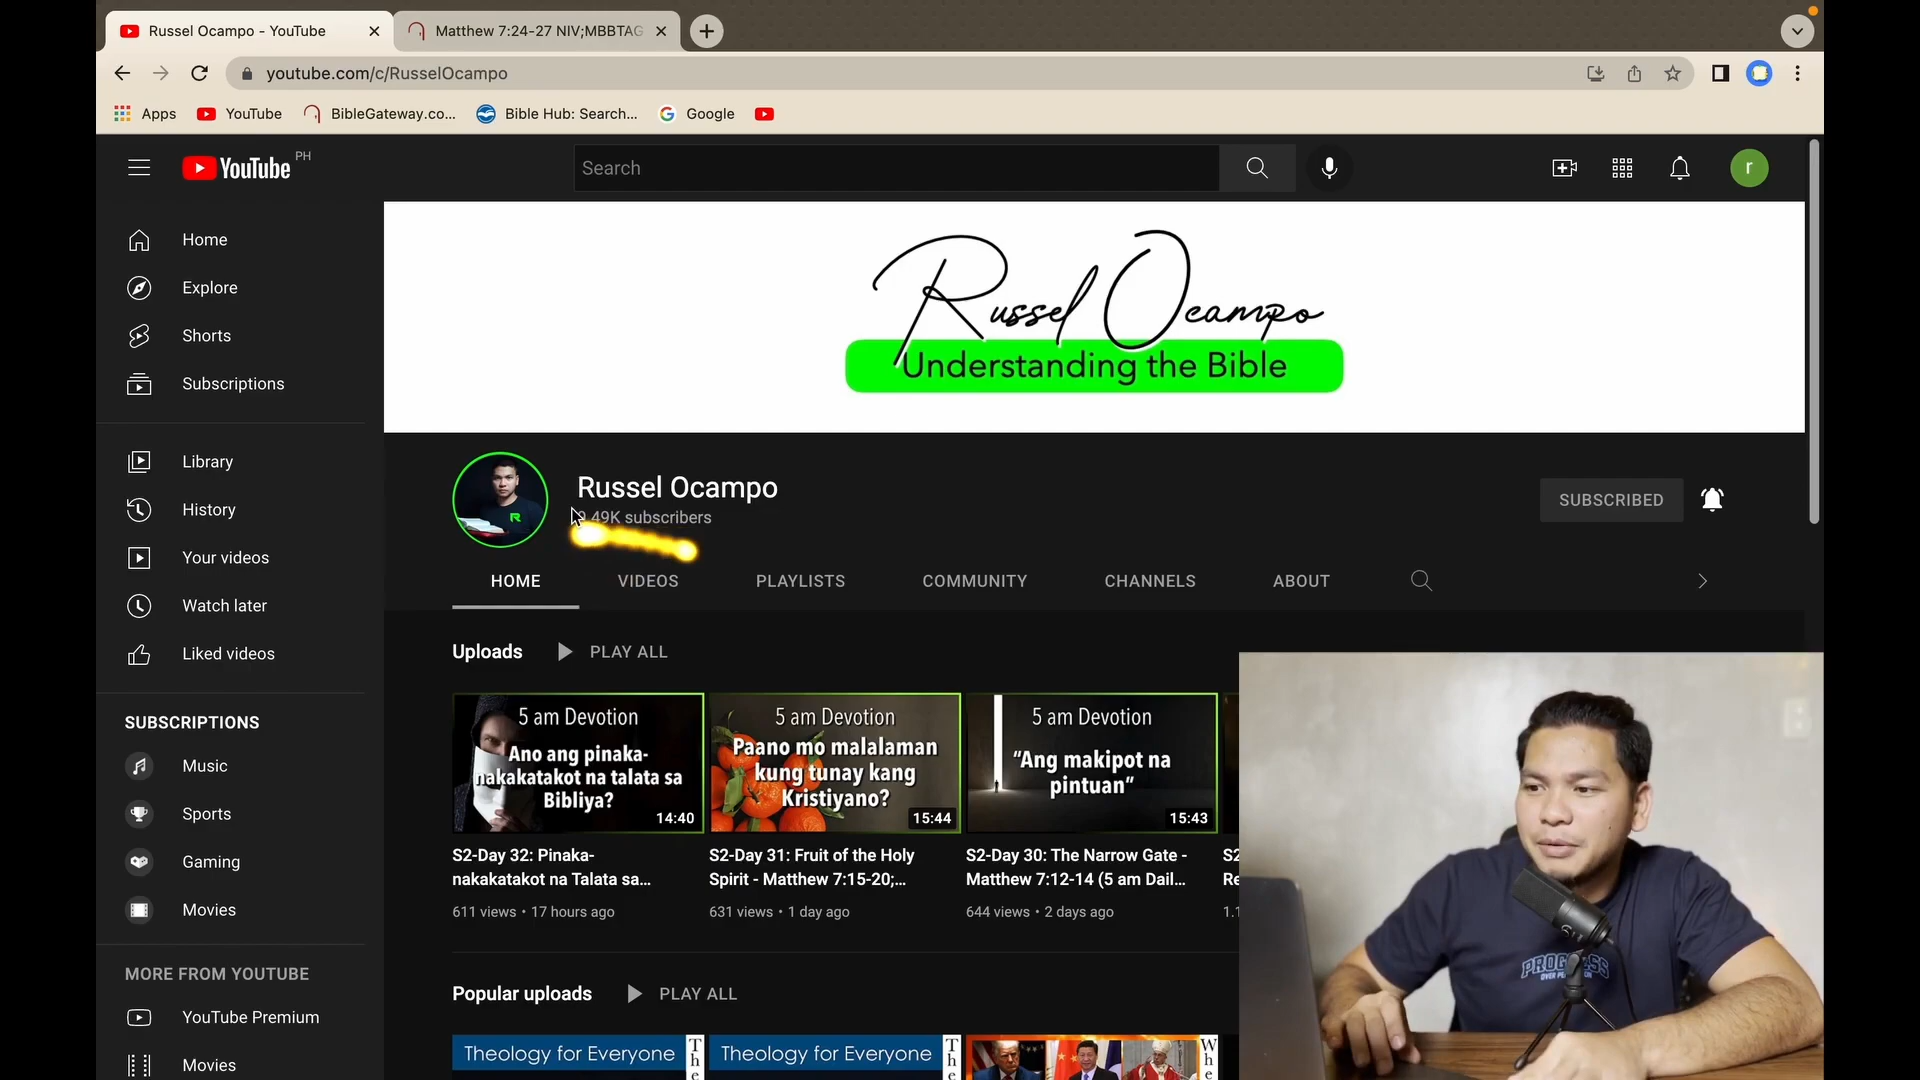 Russel Ocampo - YouTube
Matthew 7:24-27 NIV;MBBTAG
youtube.com/c/RusselOcampo
Apps
YouTube
BibleGateway.co...
Bible Hub: Search...
Google
YouTube
PH
Search
r
Home
Explore
Shorts
Subscriptions
Library
History
Your videos
Watch later
Liked videos
SUBSCRIPTIONS
Music
Sports
Gaming
Movies
MORE FROM YOUTUBE
YouTube Premium
Movies
Russel Ocampo
Understanding the Bible
R
Russel Ocampo
subscribers
SUBSCRIBED
HOME
VIDEOS
PLAYLISTS
COMMUNITY
CHANNELS
ABOUT
Uploads
PLAY ALL
5 am Devotion
Ano ang pinaka-
nakakatakot na talata sa
Bibliya?
14:40
S2-Day 32: Pinaka-
nakakatakot na Talata sa...
611 views • 17 hours ago
5 am Devotion
Paano mo malalaman
kung tunay kang
Kristiyano?
15:44
S2-Day 31: Fruit of the Holy
Spirit - Matthew 7:15-20;...
631 views • 1 day ago
5 am Devotion
“Ang makipot na
pintuan”
15:43
S2-Day 30: The Narrow Gate -
Matthew 7:12-14 (5 am Dail...
644 views • 2 days ago
Popular uploads
PLAY ALL
Theology for Everyone
The
Theology for Everyone
The
Whe
PROGRESS